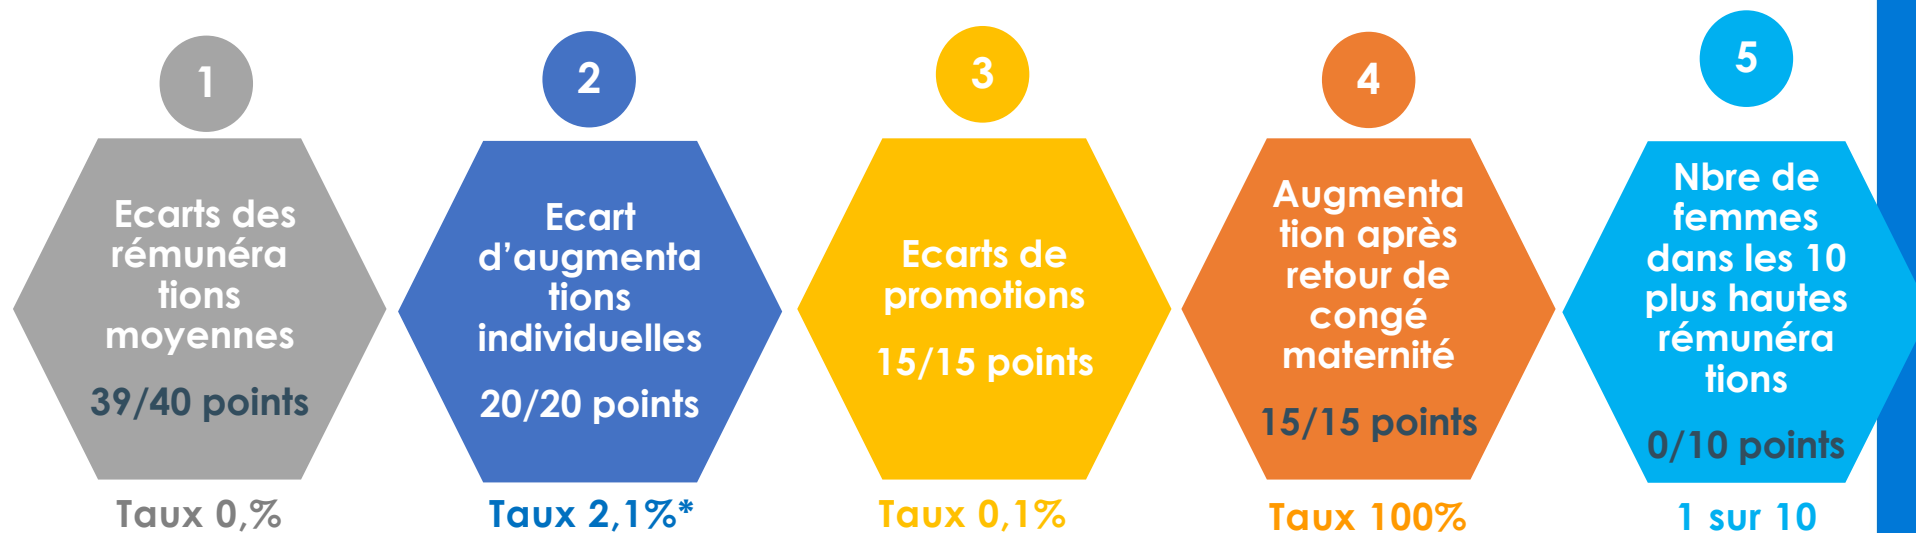 1
Ecarts des
rémunéra
tions
moyennes
39/40 points
Taux 0,%
2
Ecart
d’augmenta
tions
individuelles
20/20 points
Taux 2,1%*
3
Ecarts de
promotions
15/15 points
Taux 0,1%
4
Augmenta
tion après
retour de
congé
maternité
15/15 points
Taux 100%
5
Nbre de
femmes
dans les 10
plus hautes
rémunéra
tions
0/10 points
1 sur 10